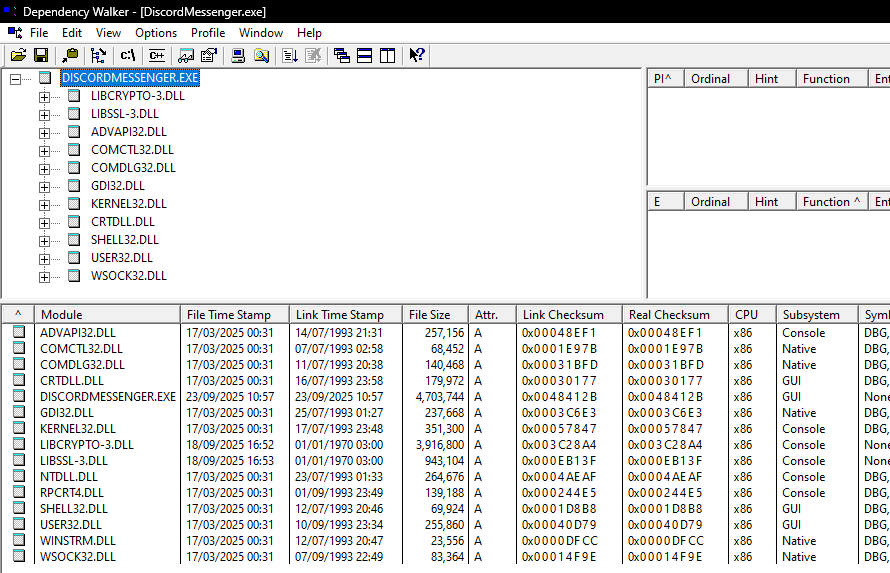 Dependency Walker - [DiscordMessenger.exe]
File Edit View Options Profile Window Help
c:\ C++
DISCORDMESSENGER.EXE
LIBCRYPTO-3.DLL
LIBSSL-3.DLL
ADVAPI32.DLL
COMCTL32.DLL
COMDLG32.DLL
GDI32.DLL
KERNEL32.DLL
CRTDLL.DLL
SHELL32.DLL
USER32.DLL
WSOCK32.DLL
PI^ Ordinal Hint Function Ent
E Ordinal Hint Function ^ Ent
^ Module File Time Stamp Link Time Stamp File Size Attr. Link Checksum Real Checksum CPU Subsystem Symb
ADVAPI32.DLL 17/03/2025 00:31 14/07/1993 21:31 257,156 A 0x00048EF1 0x00048EF1 x86 Console DBG,
COMCTL32.DLL 17/03/2025 00:31 07/07/1993 02:58 68,452 A 0x0001E97B 0x0001E97B x86 Native DBG,
COMDLG32.DLL 17/03/2025 00:31 11/07/1993 20:38 140,468 A 0x00031BFD 0x00031BFD x86 Native DBG,
CRTDLL.DLL 17/03/2025 00:31 16/07/1993 23:58 179,972 A 0x00030177 0x00030177 x86 GUI DBG,
DISCORDMESSENGER.EXE 23/09/2025 10:57 23/09/2025 10:57 4,703,744 A 0x0048412B 0x0048412B x86 GUI None
GDI32.DLL 17/03/2025 00:31 25/07/1993 01:27 237,668 A 0x0003C6E3 0x0003C6E3 x86 Native DBG,
KERNEL32.DLL 17/03/2025 00:31 17/07/1993 23:48 351,300 A 0x00057847 0x00057847 x86 Console DBG,
LIBCRYPTO-3.DLL 18/09/2025 16:52 01/01/1970 03:00 3,916,800 A 0x003C28A4 0x003C28A4 x86 Console None
LIBSSL-3.DLL 18/09/2025 16:53 01/01/1970 03:00 943,104 A 0x000EB13F 0x000EB13F x86 Console None
NTDLL.DLL 17/03/2025 00:31 23/07/1993 01:33 264,676 A 0x0004AEAF 0x0004AEAF x86 Console DBG,
RPCRT4.DLL 17/03/2025 00:31 01/09/1993 23:49 139,188 A 0x000244E5 0x000244E5 x86 Console DBG,
SHELL32.DLL 17/03/2025 00:31 12/07/1993 20:46 69,924 A 0x0001D8B8 0x0001D8B8 x86 GUI DBG,
USER32.DLL 17/03/2025 00:31 10/09/1993 23:34 255,860 A 0x00040D79 0x00040D79 x86 GUI DBG,
WINSTRM.DLL 17/03/2025 00:31 12/07/1993 20:47 23,556 A 0x0000DFCC 0x0000DFCC x86 Native DBG,
WSOCK32.DLL 17/03/2025 00:31 07/09/1993 22:49 83,364 A 0x00014F9E 0x00014F9E x86 Native DBG,